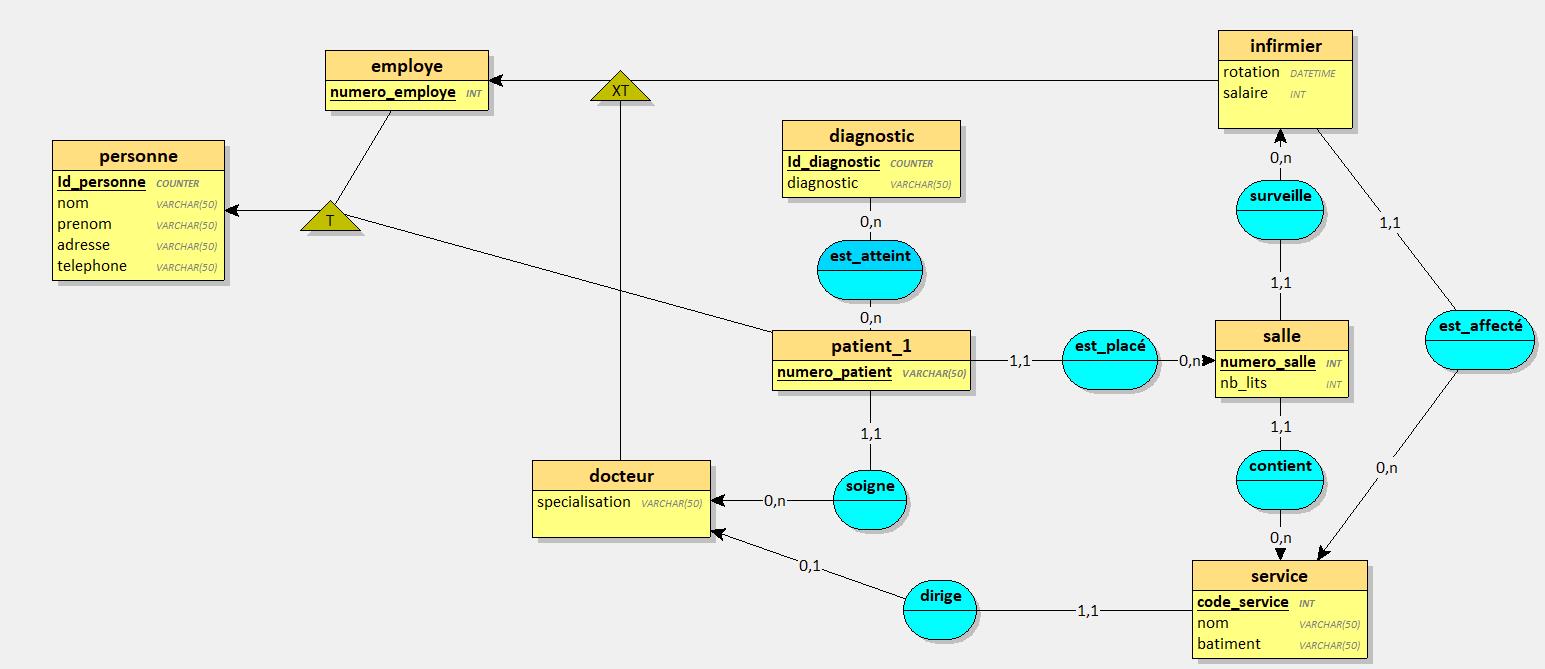 employe
numero_employe INT
XT
infirmier
rotation DATETIME
salaire INT
personne
Id_personne COUNTER
nom VARCHAR(50)
prenom VARCHAR(50)
adresse VARCHAR(50)
telephone VARCHAR(50)
T
diagnostic
Id_diagnostic COUNTER
diagnostic VARCHAR(50)
0,n
est_atteint
0,n
0,n
surveille
1,1
1,1
est_affecté
0,n
patient_1
numero_patient VARCHAR(50)
1,1
est_placé
0,n
salle
numero_salle INT
nb_lits INT
1,1
soigne
0,n
1,1
contient
0,n
docteur
specialisation VARCHAR(50)
0,1
dirige
1,1
service
code_service INT
nom VARCHAR(50)
batiment VARCHAR(50)